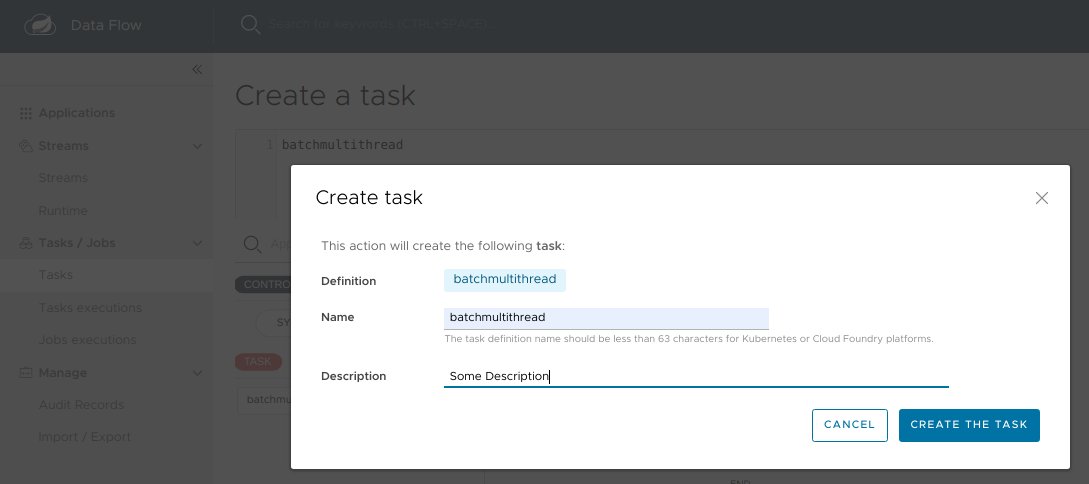 Data Flow
Search for keywords (CTRL+SPACE)...
Applications
Streams
Streams
Runtime
Tasks / Jobs
Tasks
Tasks executions
Jobs executions
Manage
Audit Records
Import / Export
Create a task
1 batchmultithread
CONTRO
SY
TASK
batchmu
END
Create task
This action will create the following task:
Definition batchmultithread
Name batchmultithread
The task definition name should be less than 63 characters for Kubernetes or Cloud Foundry platforms.
Description Some Description
CANCEL CREATE THE TASK